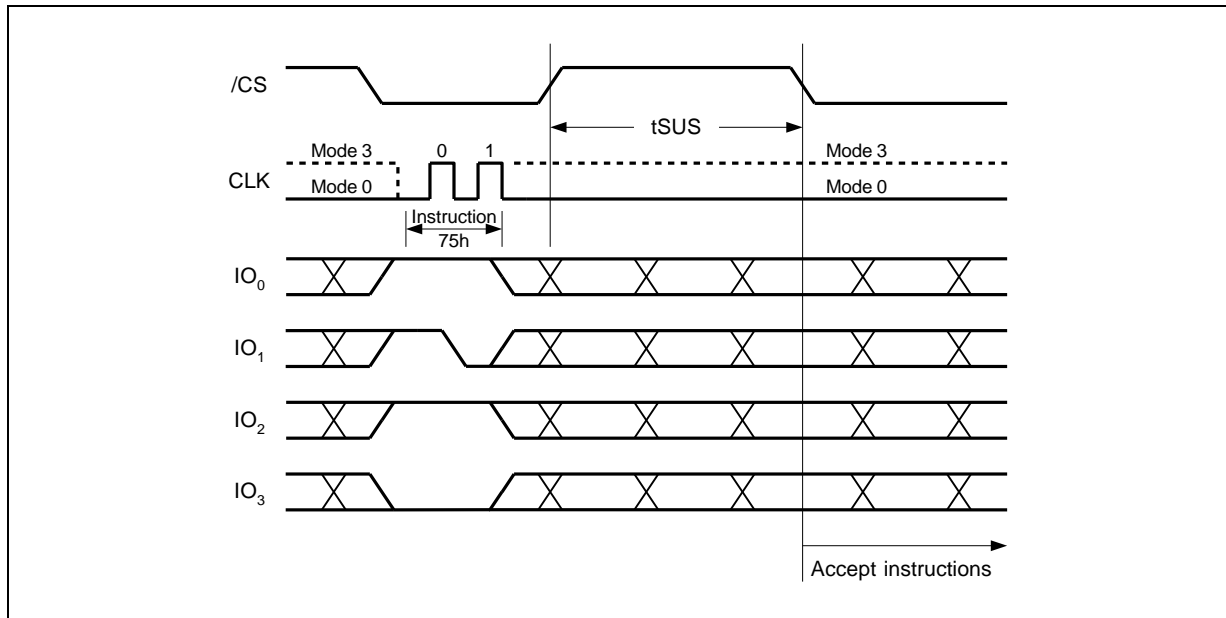 /CS
tSUS
Mode 3 0 1 Mode 3
CLK
Mode 0 Mode 0
Instruction
75h
IO0
IO1
IO2
IO3
Accept instructions